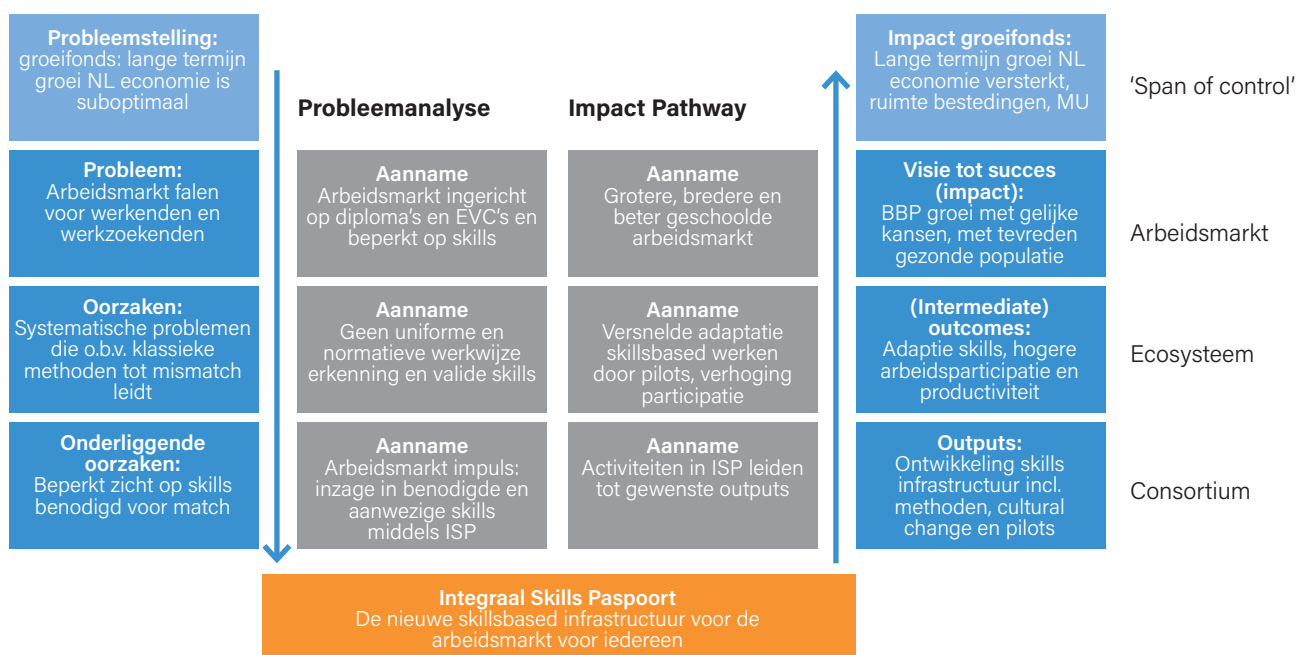 Probleemstelling:
groeifonds: lange termijn
groei NL economie is
suboptimaal
Probleem:
Arbeidsmarkt falen
voor werkenden en
werkzoekenden
Oorzaken:
Systematische problemen
die o.b.v. klassieke
methoden tot mismatch
leidt
Onderliggende
oorzaken:
Beperkt zicht op skills
benodigd voor match
Probleemanalyse
Aanname
Arbeidsmarkt ingericht
op diploma's en EVC's en
beperkt op skills
Aanname
Geen uniforme en
normatieve werkwijze
erkenning en valide skills
Aanname
Arbeidsmarkt impuls:
inzage in benodigde en
aanwezige skills
middels ISP
Impact Pathway
Aanname
Grotere, bredere en
beter geschoolde
arbeidsmarkt
Aanname
Versnelde adaptatie
skillsbased werken
door pilots, verhoging
participatie
Aanname
Activiteiten in ISP leiden
tot gewenste outputs
Impact groeifonds:
Lange termijn groei NL
economie versterkt,
ruimte bestedingen, MU
Visie tot succes
(impact):
BBP groei met gelijke
kansen, met tevreden
gezonde populatie
(Intermediate)
outcomes:
Adaptie skills, hogere
arbeidsparticipatie en
productiviteit
Outputs:
Ontwikkeling skills
infrastructuur incl.
methoden, cultural
change en pilots
'Span of control'
Arbeidsmarkt
Ecosysteem
Consortium
Integraal Skills Paspoort
De nieuwe skillsbased infrastructuur voor de
arbeidsmarkt voor iedereen